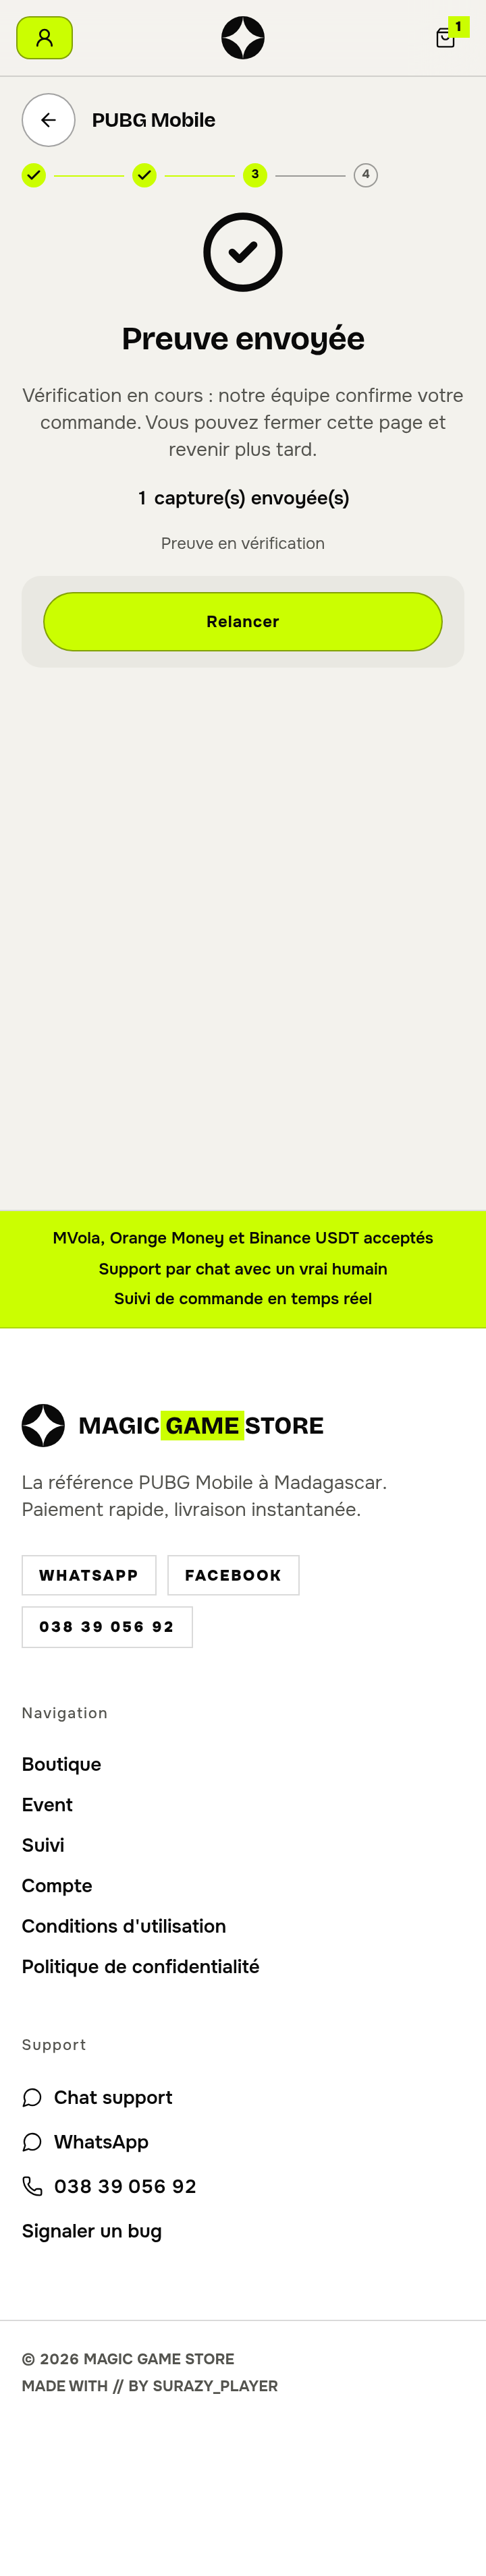 1
PUBG Mobile
3
4
Preuve envoyée
Vérification en cours : notre équipe confirme votre
commande. Vous pouvez fermer cette page et
revenir plus tard.
1 capture(s) envoyée(s)
Preuve en vérification
Relancer
MVola, Orange Money et Binance USDT acceptés
Support par chat avec un vrai humain
Suivi de commande en temps réel
MAGIC GAME STORE
La référence PUBG Mobile à Madagascar.
Paiement rapide, livraison instantanée.
WHATSAPP
FACEBOOK
038 39 056 92
Navigation
Boutique
Event
Suivi
Compte
Conditions d'utilisation
Politique de confidentialité
Support
Chat support
WhatsApp
038 39 056 92
Signaler un bug
© 2026 MAGIC GAME STORE
MADE WITH // BY SURAZY_PLAYER